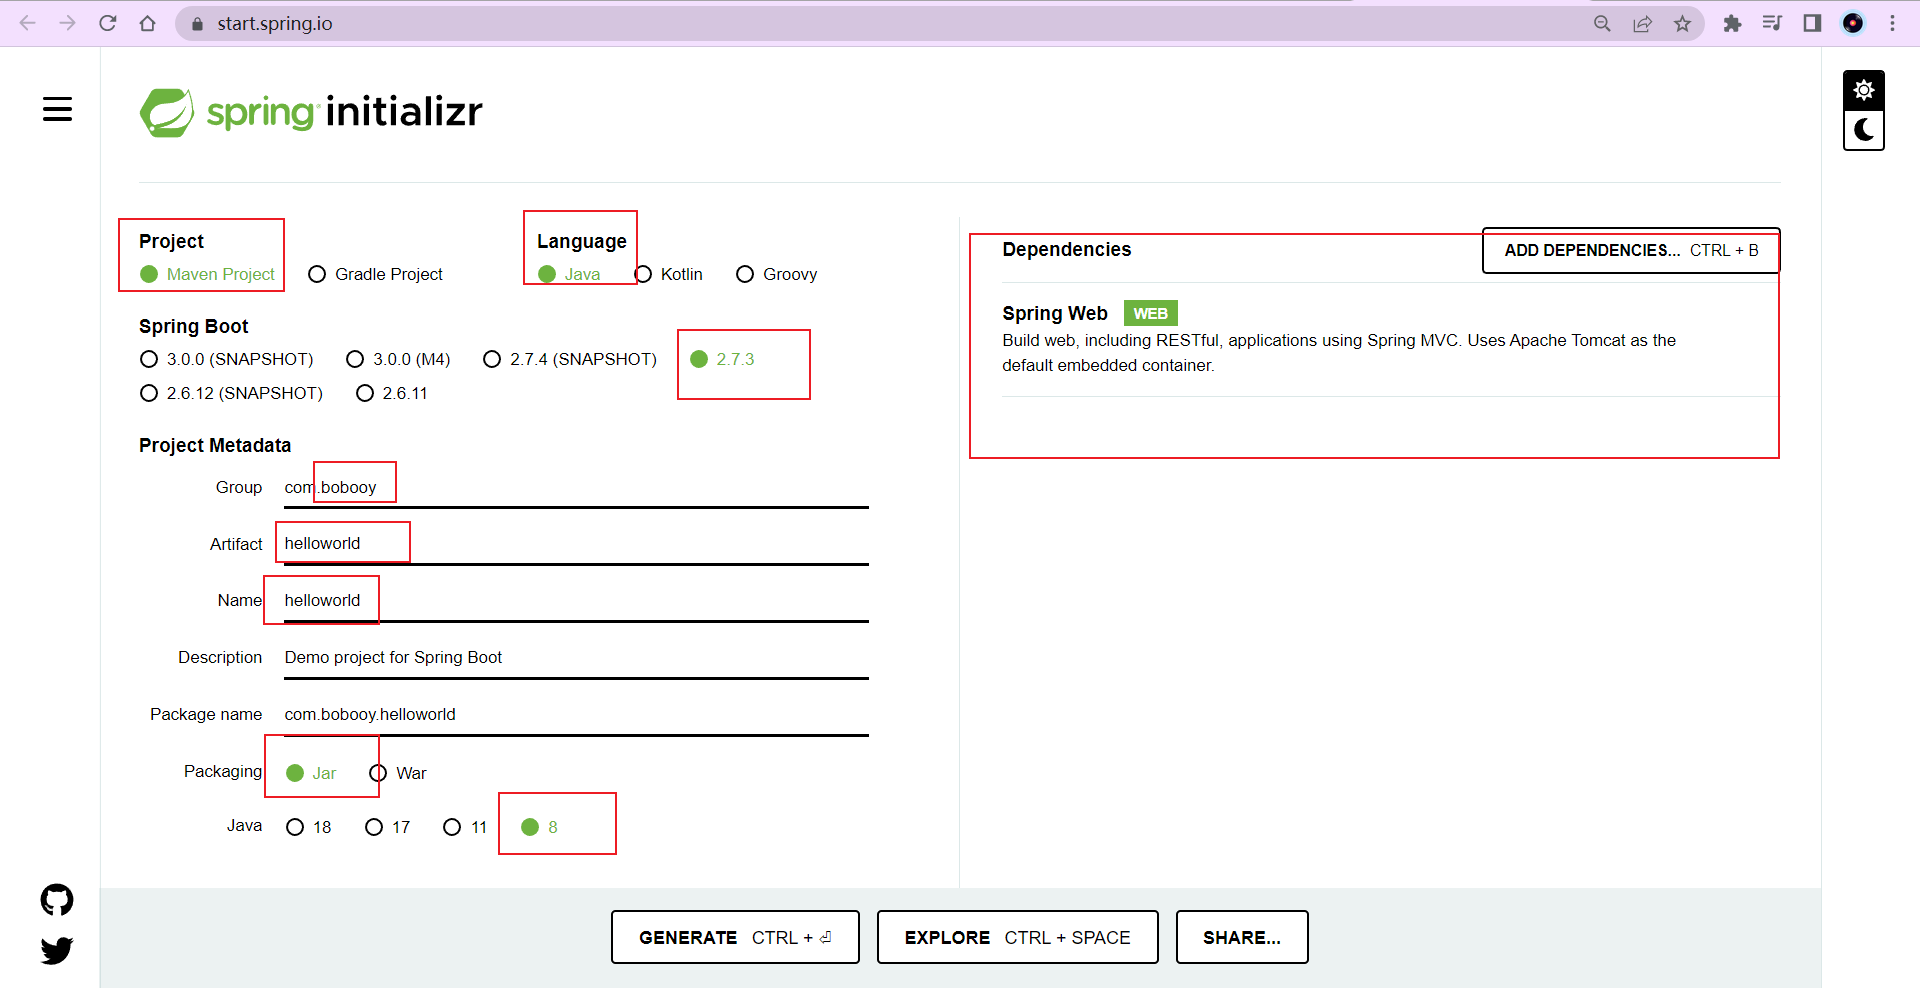 start.spring.io
spring initializr
Project
Maven Project Gradle Project
Language
Java Kotlin Groovy
Spring Boot
3.0.0 (SNAPSHOT) 3.0.0 (M4) 2.7.4 (SNAPSHOT) 2.7.3
2.6.12 (SNAPSHOT) 2.6.11
Project Metadata
Group com.bobooy
Artifact helloworld
Name helloworld
Description Demo project for Spring Boot
Package name com.bobooy.helloworld
Packaging Jar War
Java 18 17 11 8
Dependencies ADD DEPENDENCIES... CTRL + B
Spring Web WEB
Build web, including RESTful, applications using Spring MVC. Uses Apache Tomcat as the
default embedded container.
GENERATE CTRL + ⏎ EXPLORE CTRL + SPACE SHARE...